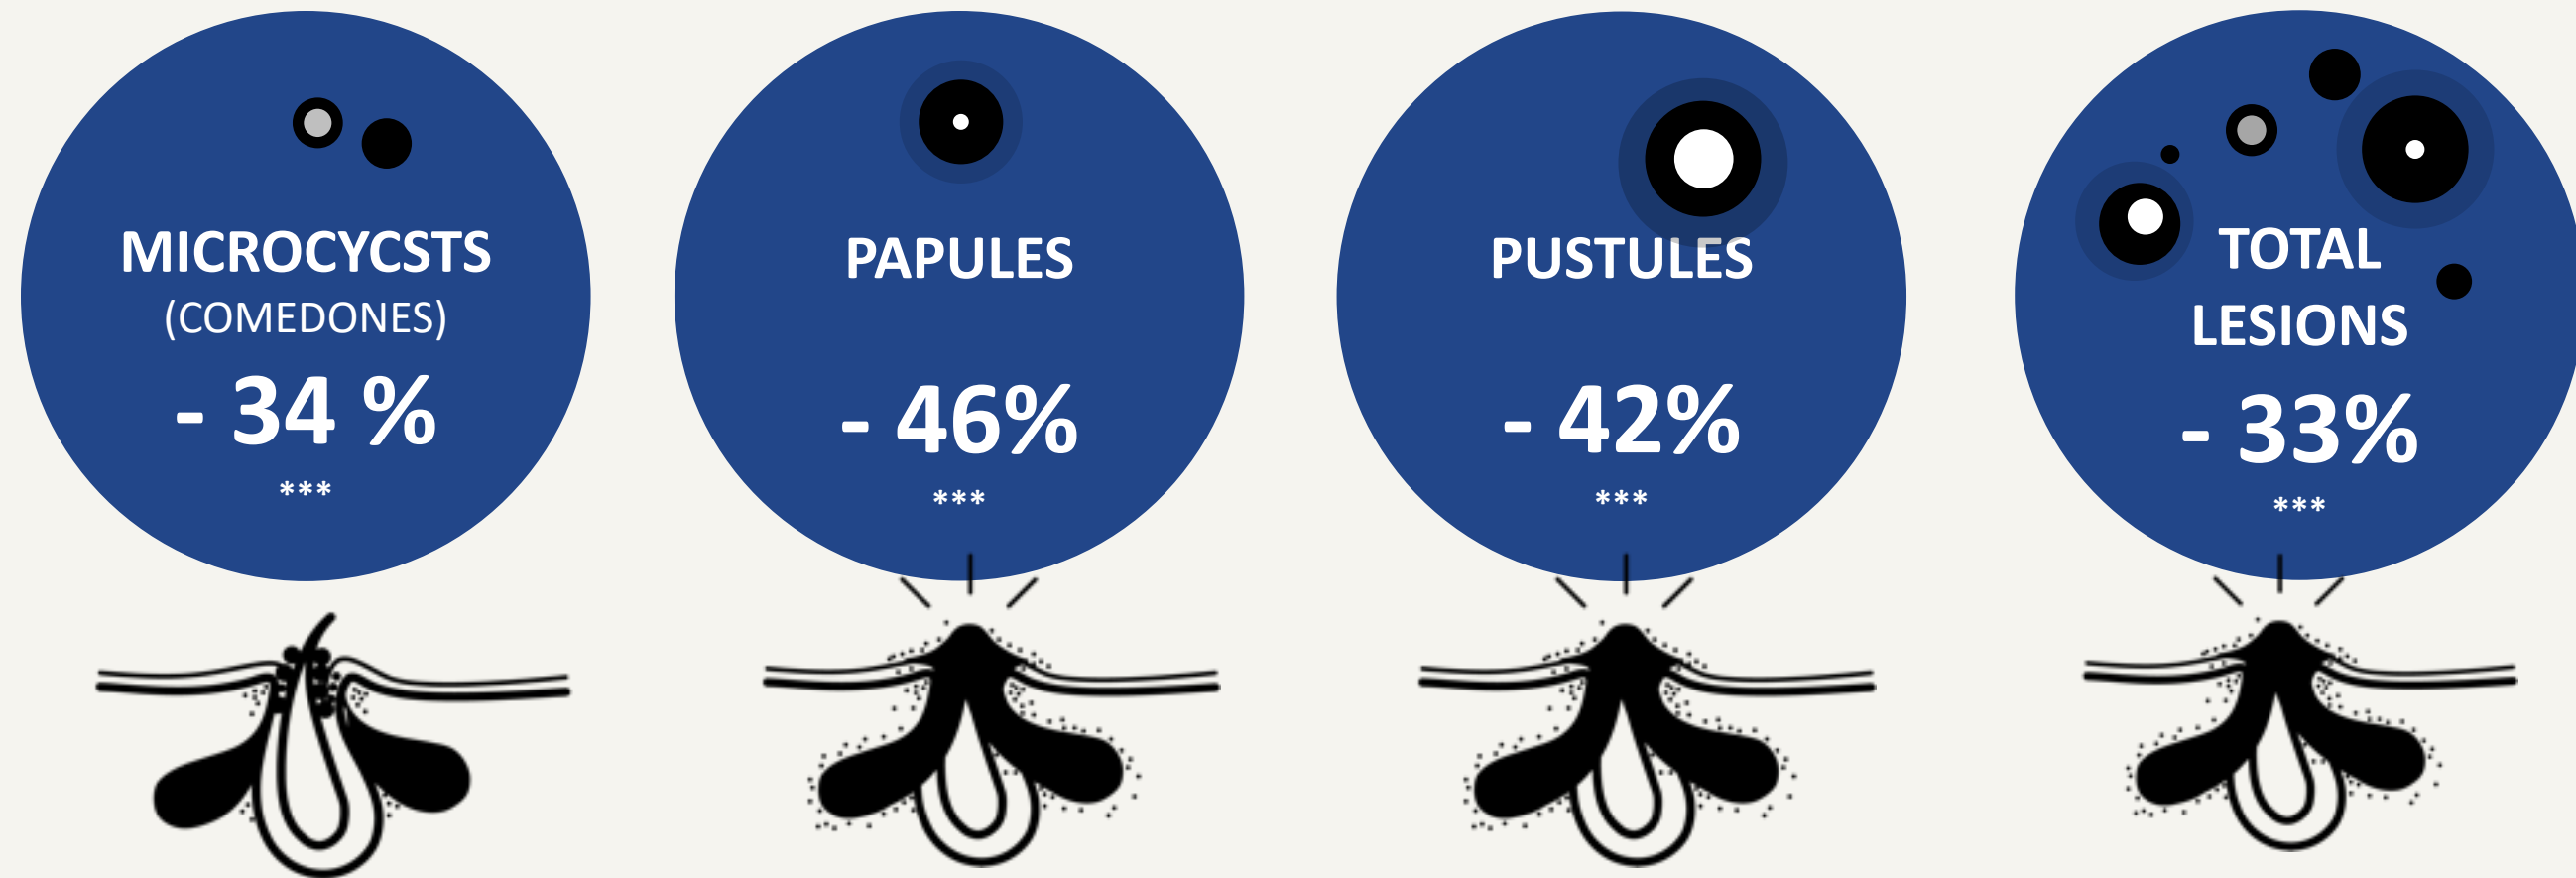 MICROCYCSTS
(COMEDONES)
- 34 %
***
PAPULES
- 46%
***
PUSTULES
- 42%
***
TOTAL
LESIONS
- 33%
***